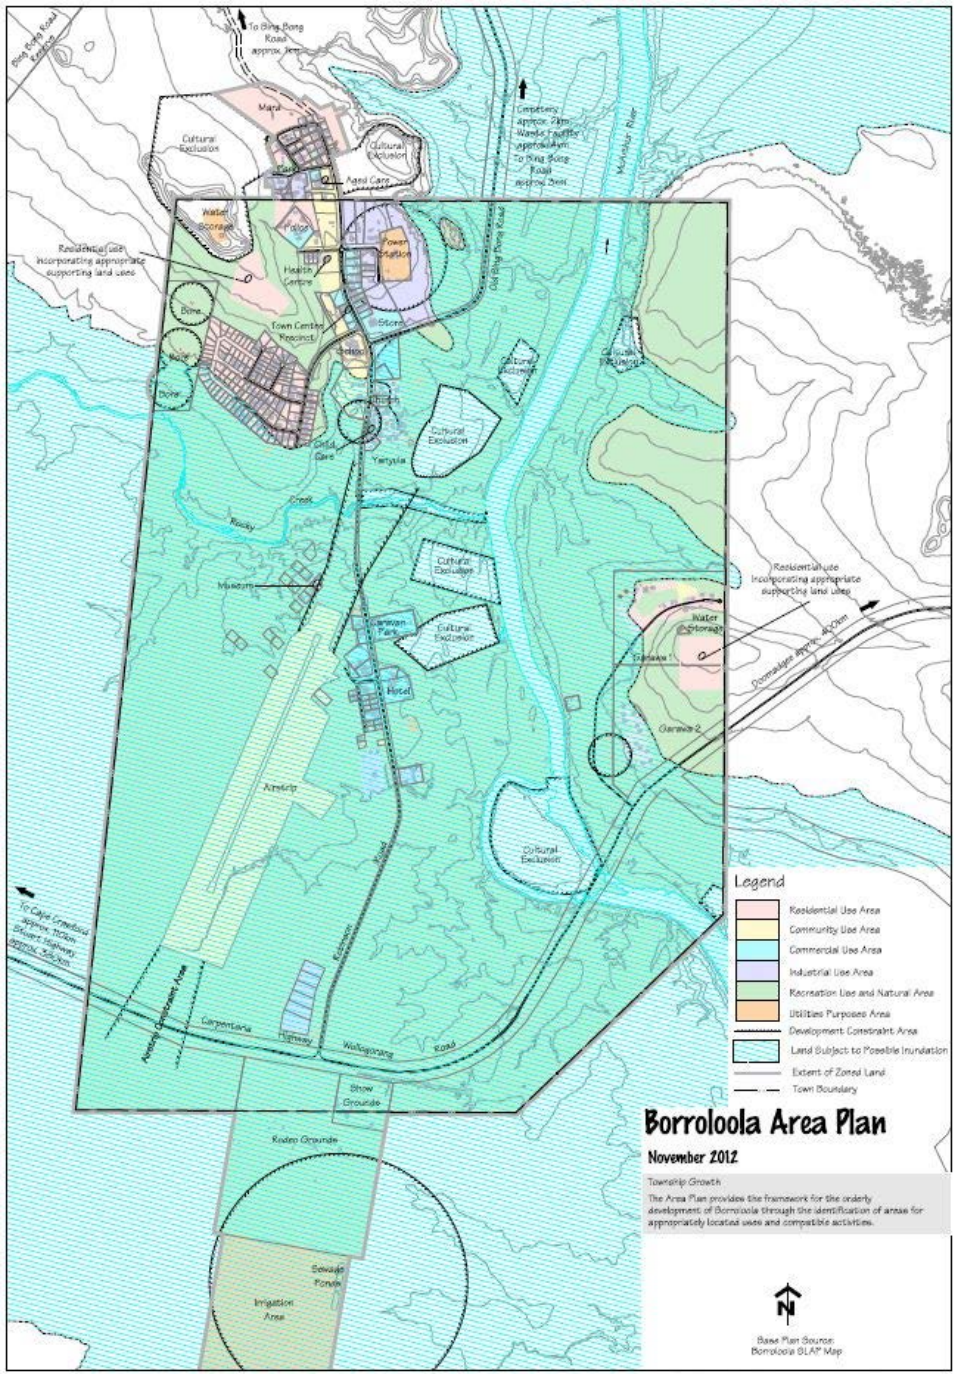 Bing Bong Road
Reserve
To Bing Bong
Road
approx 1km
Mara
Cultural
Exclusion
Cultural
Exclusion
Cemetery
approx. 2km
Waste Facility
approx 4km
To Bing Bong
Road
approx 5km
McArthur River
Park
Aged Care
Water
Storage
Police
Power
Station
Old Bing Bong Road
Residential use
incorporating appropriate
supporting land uses
Health
Centre
Bore
Town Centre
Precinct
Store
School
Bore
Cultural
Exclusion
Cultural
Exclusion
Bore
Church
Cultural
Exclusion
Child
Care
Yanyula
Creek
Rocky
Cultural
Exclusion
Museum
Residential use
incorporating appropriate
supporting land uses
Caravan
Park
Cultural
Exclusion
Water
Storage
Garawa 1
Doomadgee approx. 400km
Hotel
Garawa 2
Airstrip
Cultural
Exclusion
Road
Robinson
To Cape Crawford
approx. 110km
Stuart Highway
approx. 380km
Airstrip Constraint Area
Carpentaria
Highway
Wollogorang
Road
Show
Grounds
Rodeo Grounds
Sewage
Ponds
Irrigation
Area
Legend
Residential Use Area
Community Use Area
Commercial Use Area
Industrial Use Area
Recreation Use and Natural Area
Utilities Purposes Area
Development Constraint Area
Land Subject to Possible Inundation
Extent of Zoned Land
Town Boundary
Borroloola Area Plan
November 2012
Township Growth
The Area Plan provides the framework for the orderly
development of Borroloola through the identification of areas for
appropriately located uses and compatible activities.
N
Base Plan Source:
Borroloola SLAP Map